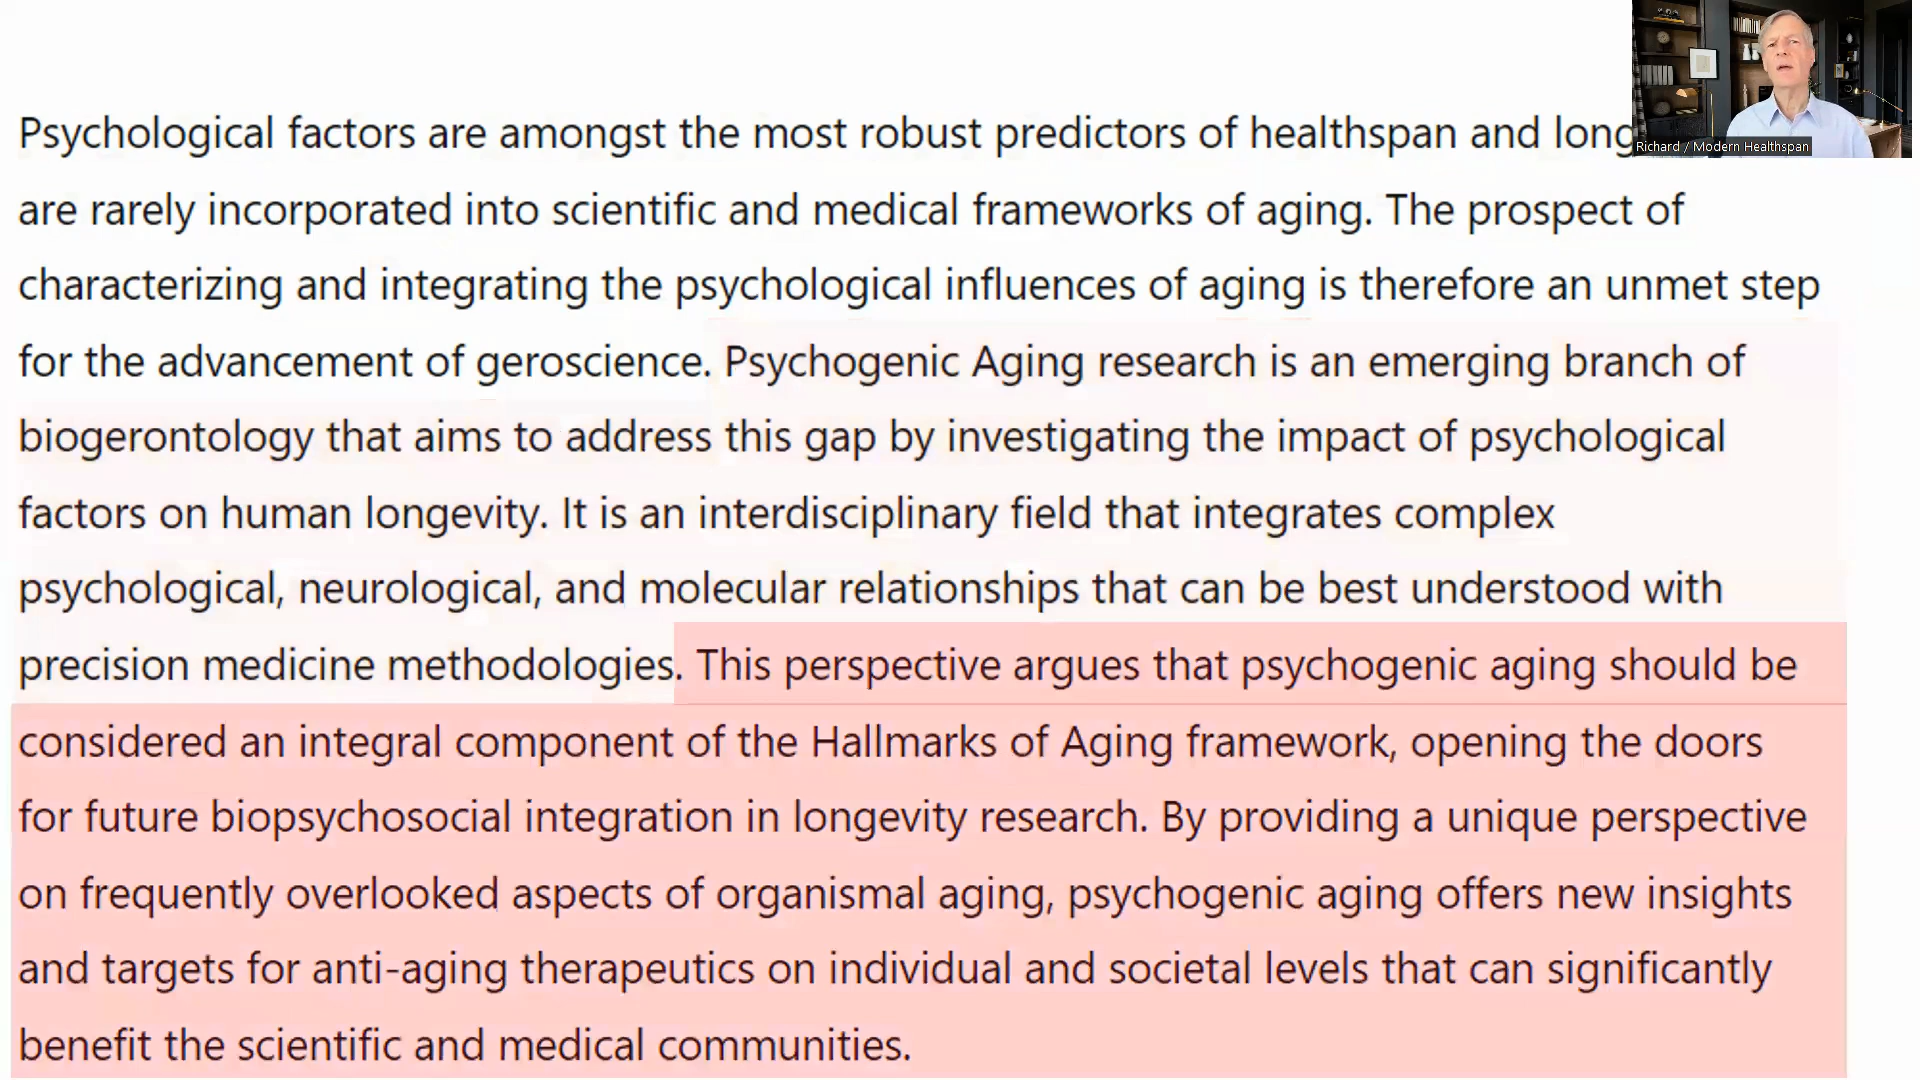 Psychological factors are amongst the most robust predictors of healthspan and long
are rarely incorporated into scientific and medical frameworks of aging. The prospect of
characterizing and integrating the psychological influences of aging is therefore an unmet step
for the advancement of geroscience. Psychogenic Aging research is an emerging branch of
biogerontology that aims to address this gap by investigating the impact of psychological
factors on human longevity. It is an interdisciplinary field that integrates complex
psychological, neurological, and molecular relationships that can be best understood with
precision medicine methodologies. This perspective argues that psychogenic aging should be
considered an integral component of the Hallmarks of Aging framework, opening the doors
for future biopsychosocial integration in longevity research. By providing a unique perspective
on frequently overlooked aspects of organismal aging, psychogenic aging offers new insights
and targets for anti-aging therapeutics on individual and societal levels that can significantly
benefit the scientific and medical communities.
Richard / Modern Healthspan